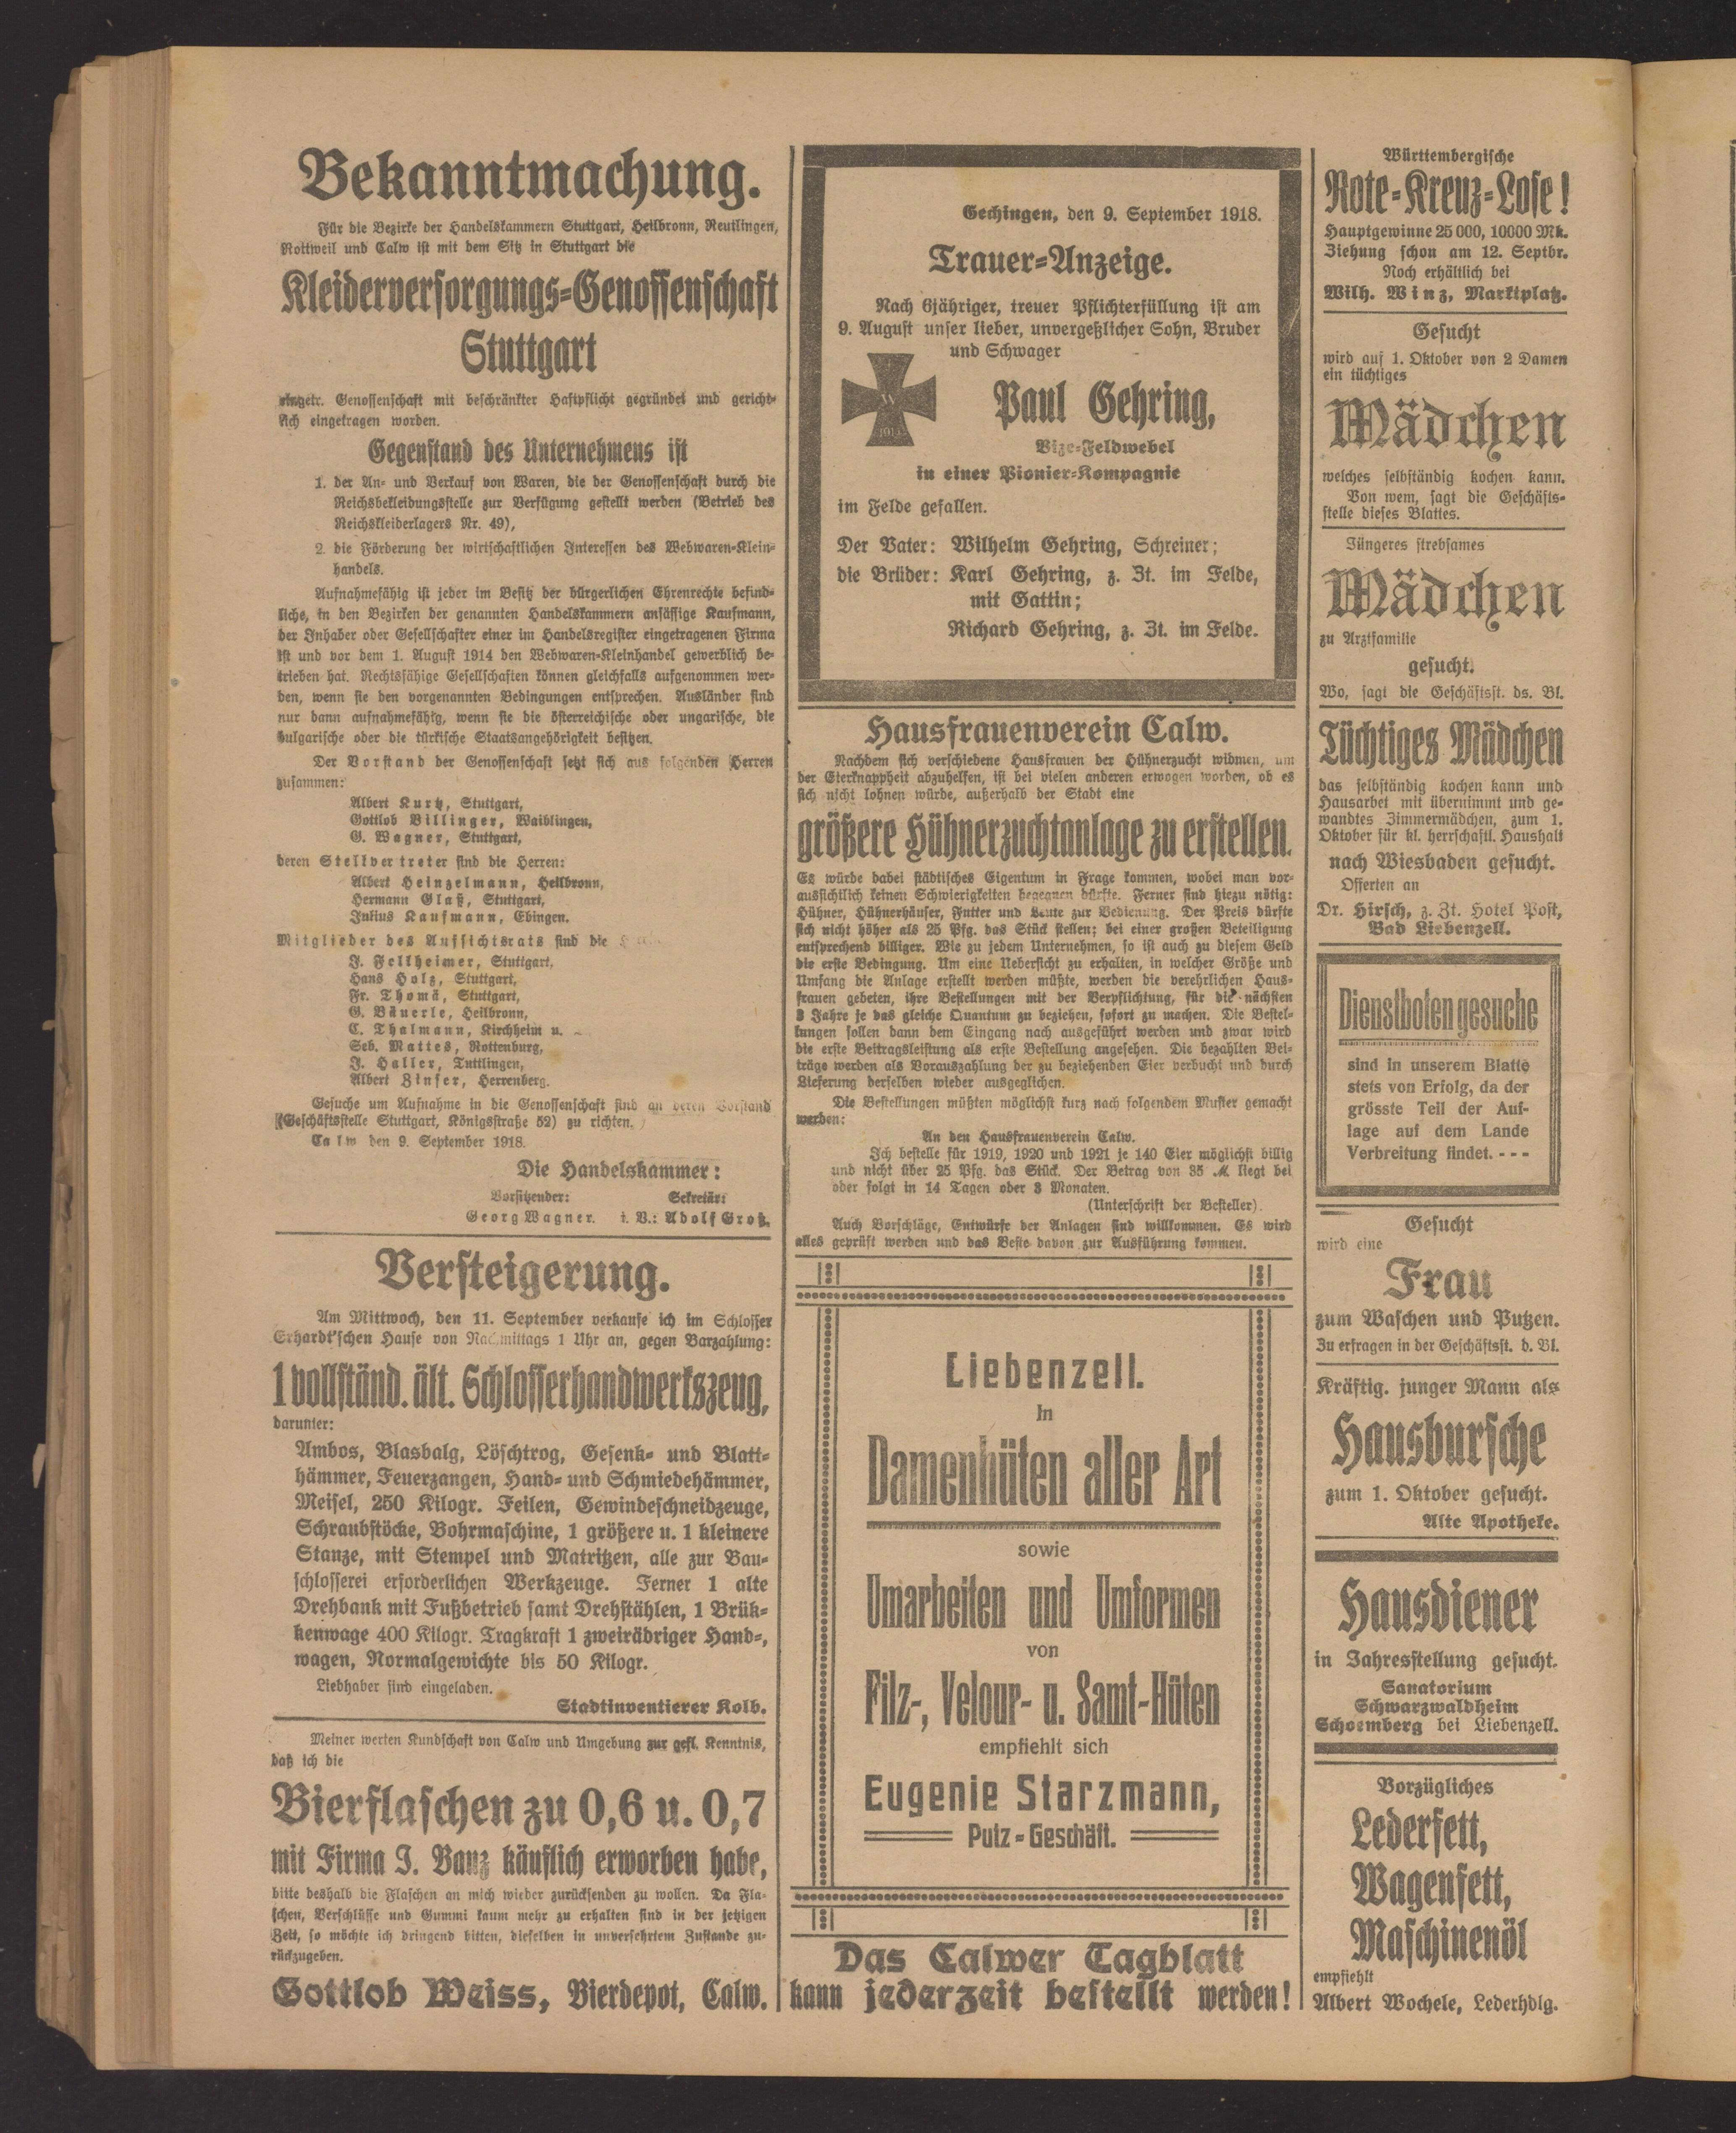 Bekanntmachung.
Für die Bezirke der Handelskammern Stuttgart, Heilbronn, Reutlingen,
Rottweil und Calw ist mit dem Sitz in Stuttgart die
Kleiderversorgungs-Genossenschaft
Stuttgart
eingetr. Genossenschaft mit beschränkter Haftpflicht gegründet und gericht-
lich eingetragen worden.
Gegenstand des Unternehmens ist
1. der An- und Verkauf von Waren, die der Genossenschaft durch die
Reichsbekleidungsstelle zur Verfügung gestellt werden (Betrieb des
Reichskleiderlagers Nr. 49),
2. die Förderung der wirtschaftlichen Interessen des Webwaren-Klein-
handels.
Aufnahmefähig ist jeder im Besitz der bürgerlichen Ehrenrechte befind-
liche, in den Bezirken der genannten Handelskammern ansässige Kaufmann,
der Inhaber oder Gesellschafter einer im Handelsregister eingetragenen Firma
ist und vor dem 1. August 1914 den Webwaren-Kleinhandel gewerblich be-
trieben hat. Rechtsfähige Gesellschaften können gleichfalls aufgenommen wer-
den, wenn sie den vorgenannten Bedingungen entsprechen. Ausländer sind
nur dann aufnahmefähig, wenn sie die österreichische oder ungarische, die
bulgarische oder die türkische Staatsangehörigkeit besitzen.
Der Vorstand der Genossenschaft setzt sich aus folgenden Herren
zusammen:
Albert Kurtz, Stuttgart,
Gottlob Billinger, Waiblingen,
G. Wagner, Stuttgart,
deren Stellvertreter sind die Herren:
Albert Heinzelmann, Heilbronn,
Hermann Glaß, Stuttgart,
Julius Kaufmann, Ebingen.
Mitglieder des Aufsichtsrats sind die
J. Fellheimer, Stuttgart,
Hans Holz, Stuttgart,
Fr. Thomä, Stuttgart,
G. Bäuerle, Heilbronn,
C. Thalmann, Kirchheim u.
Seb. Mattes, Rottenburg,
J. Haller, Tuttlingen,
Albert Zinser, Herrenberg.
Gesuche um Aufnahme in die Genossenschaft sind an deren Vorstand
(Geschäftsstelle Stuttgart, Königsstraße 52) zu richten.
Calw den 9. September 1918.
Die Handelskammer:
Vorsitzender: Sekretär:
Georg Wagner. i. V.: Adolf Groß.
Versteigerung.
Am Mittwoch, den 11. September verkaufe ich im Schlosser
Erhardt'schen Hause von Nachmittags 1 Uhr an, gegen Barzahlung:
1 vollständ. ält. Schlosserhandwerkszeug,
darunter:
Ambos, Blasbalg, Löschtrog, Gesenk- und Blatt-
hämmer, Feuerzangen, Hand- und Schmiedehämmer,
Meisel, 250 Kilogr. Feilen, Gewindeschneidzeuge,
Schraubstöcke, Bohrmaschine, 1 größere u. 1 kleinere
Stanze, mit Stempel und Matritzen, alle zur Bau-
schlosserei erforderlichen Werkzeuge. Ferner 1 alte
Drehbank mit Fußbetrieb samt Drehstählen, 1 Brük-
kenwage 400 Kilogr. Tragkraft 1 zweirädriger Hand-,
wagen, Normalgewichte bis 50 Kilogr.
Liebhaber sind eingeladen.
Stadtinventierer Kolb.
Meiner werten Kundschaft von Calw und Umgebung zur gefl. Kenntnis,
daß ich die
Bierflaschen zu 0,6 u. 0,7
mit Firma J. Banz käuflich erworben habe,
bitte deshalb die Flaschen an mich wieder zurücksenden zu wollen. Da Fla-
schen, Verschlüsse und Gummi kaum mehr zu erhalten sind in der jetzigen
Zeit, so möchte ich dringend bitten, dieselben in unversehrtem Zustande zu-
rückzugeben.
Gottlob Weiss, Bierdepot, Calw.
Gechingen, den 9. September 1918.
Trauer-Anzeige.
Nach 6jähriger, treuer Pflichterfüllung ist am
9. August unser lieber, unvergeßlicher Sohn, Bruder
und Schwager
W
Paul Gehring,
Vize-Feldwebel
in einer Pionier-Kompagnie
im Felde gefallen.
Der Vater: Wilhelm Gehring, Schreiner;
die Brüder: Karl Gehring, z. Zt. im Felde,
mit Gattin;
Richard Gehring, z. Zt. im Felde.
Hausfrauenverein Calw.
Nachdem sich verschiedene Hausfrauen der Hühnerzucht widmen, um
der Eierknappheit abzuhelfen, ist bei vielen anderen erwogen worden, ob es
sich nicht lohnen würde, außerhalb der Stadt eine
größere Hühnerzuchtanlage zu erstellen.
Es würde dabei städtisches Eigentum in Frage kommen, wobei man vor-
aussichtlich keinen Schwierigkeiten begegnen dürfte. Ferner sind hiezu nötig:
Hühner, Hühnerhäuser, Futter und Leute zur Bedienung. Der Preis dürfte
sich nicht höher als 25 Pfg. das Stück stellen; bei einer großen Beteiligung
entsprechend billiger. Wie zu jedem Unternehmen, so ist auch zu diesem Geld
die erste Bedingung. Um eine Uebersicht zu erhalten, in welcher Größe und
Umfang die Anlage erstellt werden müßte, werden die verehrlichen Haus-
frauen gebeten, ihre Bestellungen mit der Verpflichtung, für die nächsten
3 Jahre je das gleiche Quantum zu beziehen, sofort zu machen. Die Bestel-
lungen sollen dann dem Eingang nach ausgeführt werden und zwar wird
die erste Beitragsleistung als erste Bestellung angesehen. Die bezahlten Bei-
träge werden als Vorauszahlung der zu beziehenden Eier verbucht und durch
Lieferung derselben wieder ausgeglichen.
Die Bestellungen müßten möglichst kurz nach folgendem Muster gemacht
werden:
An den Hausfrauenverein Calw.
Ich bestelle für 1919, 1920 und 1921 je 140 Eier möglichst billig
und nicht über 25 Pfg. das Stück. Der Betrag von 35 ℳ liegt bei
oder folgt in 14 Tagen oder 3 Monaten.
(Unterschrift der Besteller).
Auch Vorschläge, Entwürfe der Anlagen sind willkommen. Es wird
alles geprüft werden und das Beste davon zur Ausführung kommen.
Liebenzell.
In
Damenhüten aller Art
sowie
Umarbeiten und Umformen
von
Filz-, Velour- u. Samt-Hüten
empfiehlt sich
Eugenie Starzmann,
Putz-Geschäft.
Das Calwer Tagblatt
kann jederzeit bestellt werden!
Württembergische
Rote-Kreuz-Lose!
Hauptgewinne 25 000, 10000 Mk.
Ziehung schon am 12. Septbr.
Noch erhältlich bei
Wilh. Winz, Marktplatz.
Gesucht
wird auf 1. Oktober von 2 Damen
ein tüchtiges
Mädchen
welches selbständig kochen kann.
Von wem, sagt die Geschäfts-
stelle dieses Blattes.
Jüngeres strebsames
Mädchen
zu Arztfamilie
gesucht.
Wo, sagt die Geschäftsst. ds. Bl.
Tüchtiges Mädchen
das selbständig kochen kann und
Hausarbet mit übernimmt und ge-
wandtes Zimmermädchen, zum 1.
Oktober für kl. herrschaftl. Haushalt
nach Wiesbaden gesucht.
Offerten an
Dr. Hirsch, z. Zt. Hotel Post,
Bad Liebenzell.
Dienstbotengesuche
sind in unserem Blatte
stets von Erfolg, da der
grösste Teil der Auf-
lage auf dem Lande
Verbreitung findet. - - -
Gesucht
wird eine
Frau
zum Waschen und Putzen.
Zu erfragen in der Geschäftsst. d. Bl.
Kräftig. junger Mann als
Hausbursche
zum 1. Oktober gesucht.
Alte Apotheke.
Hausdiener
in Jahresstellung gesucht.
Sanatorium
Schwarzwaldheim
Schoemberg bei Liebenzell.
Vorzügliches
Lederfett,
Wagenfett,
Maschinenöl
empfiehlt
Albert Wochele, Lederhdlg.